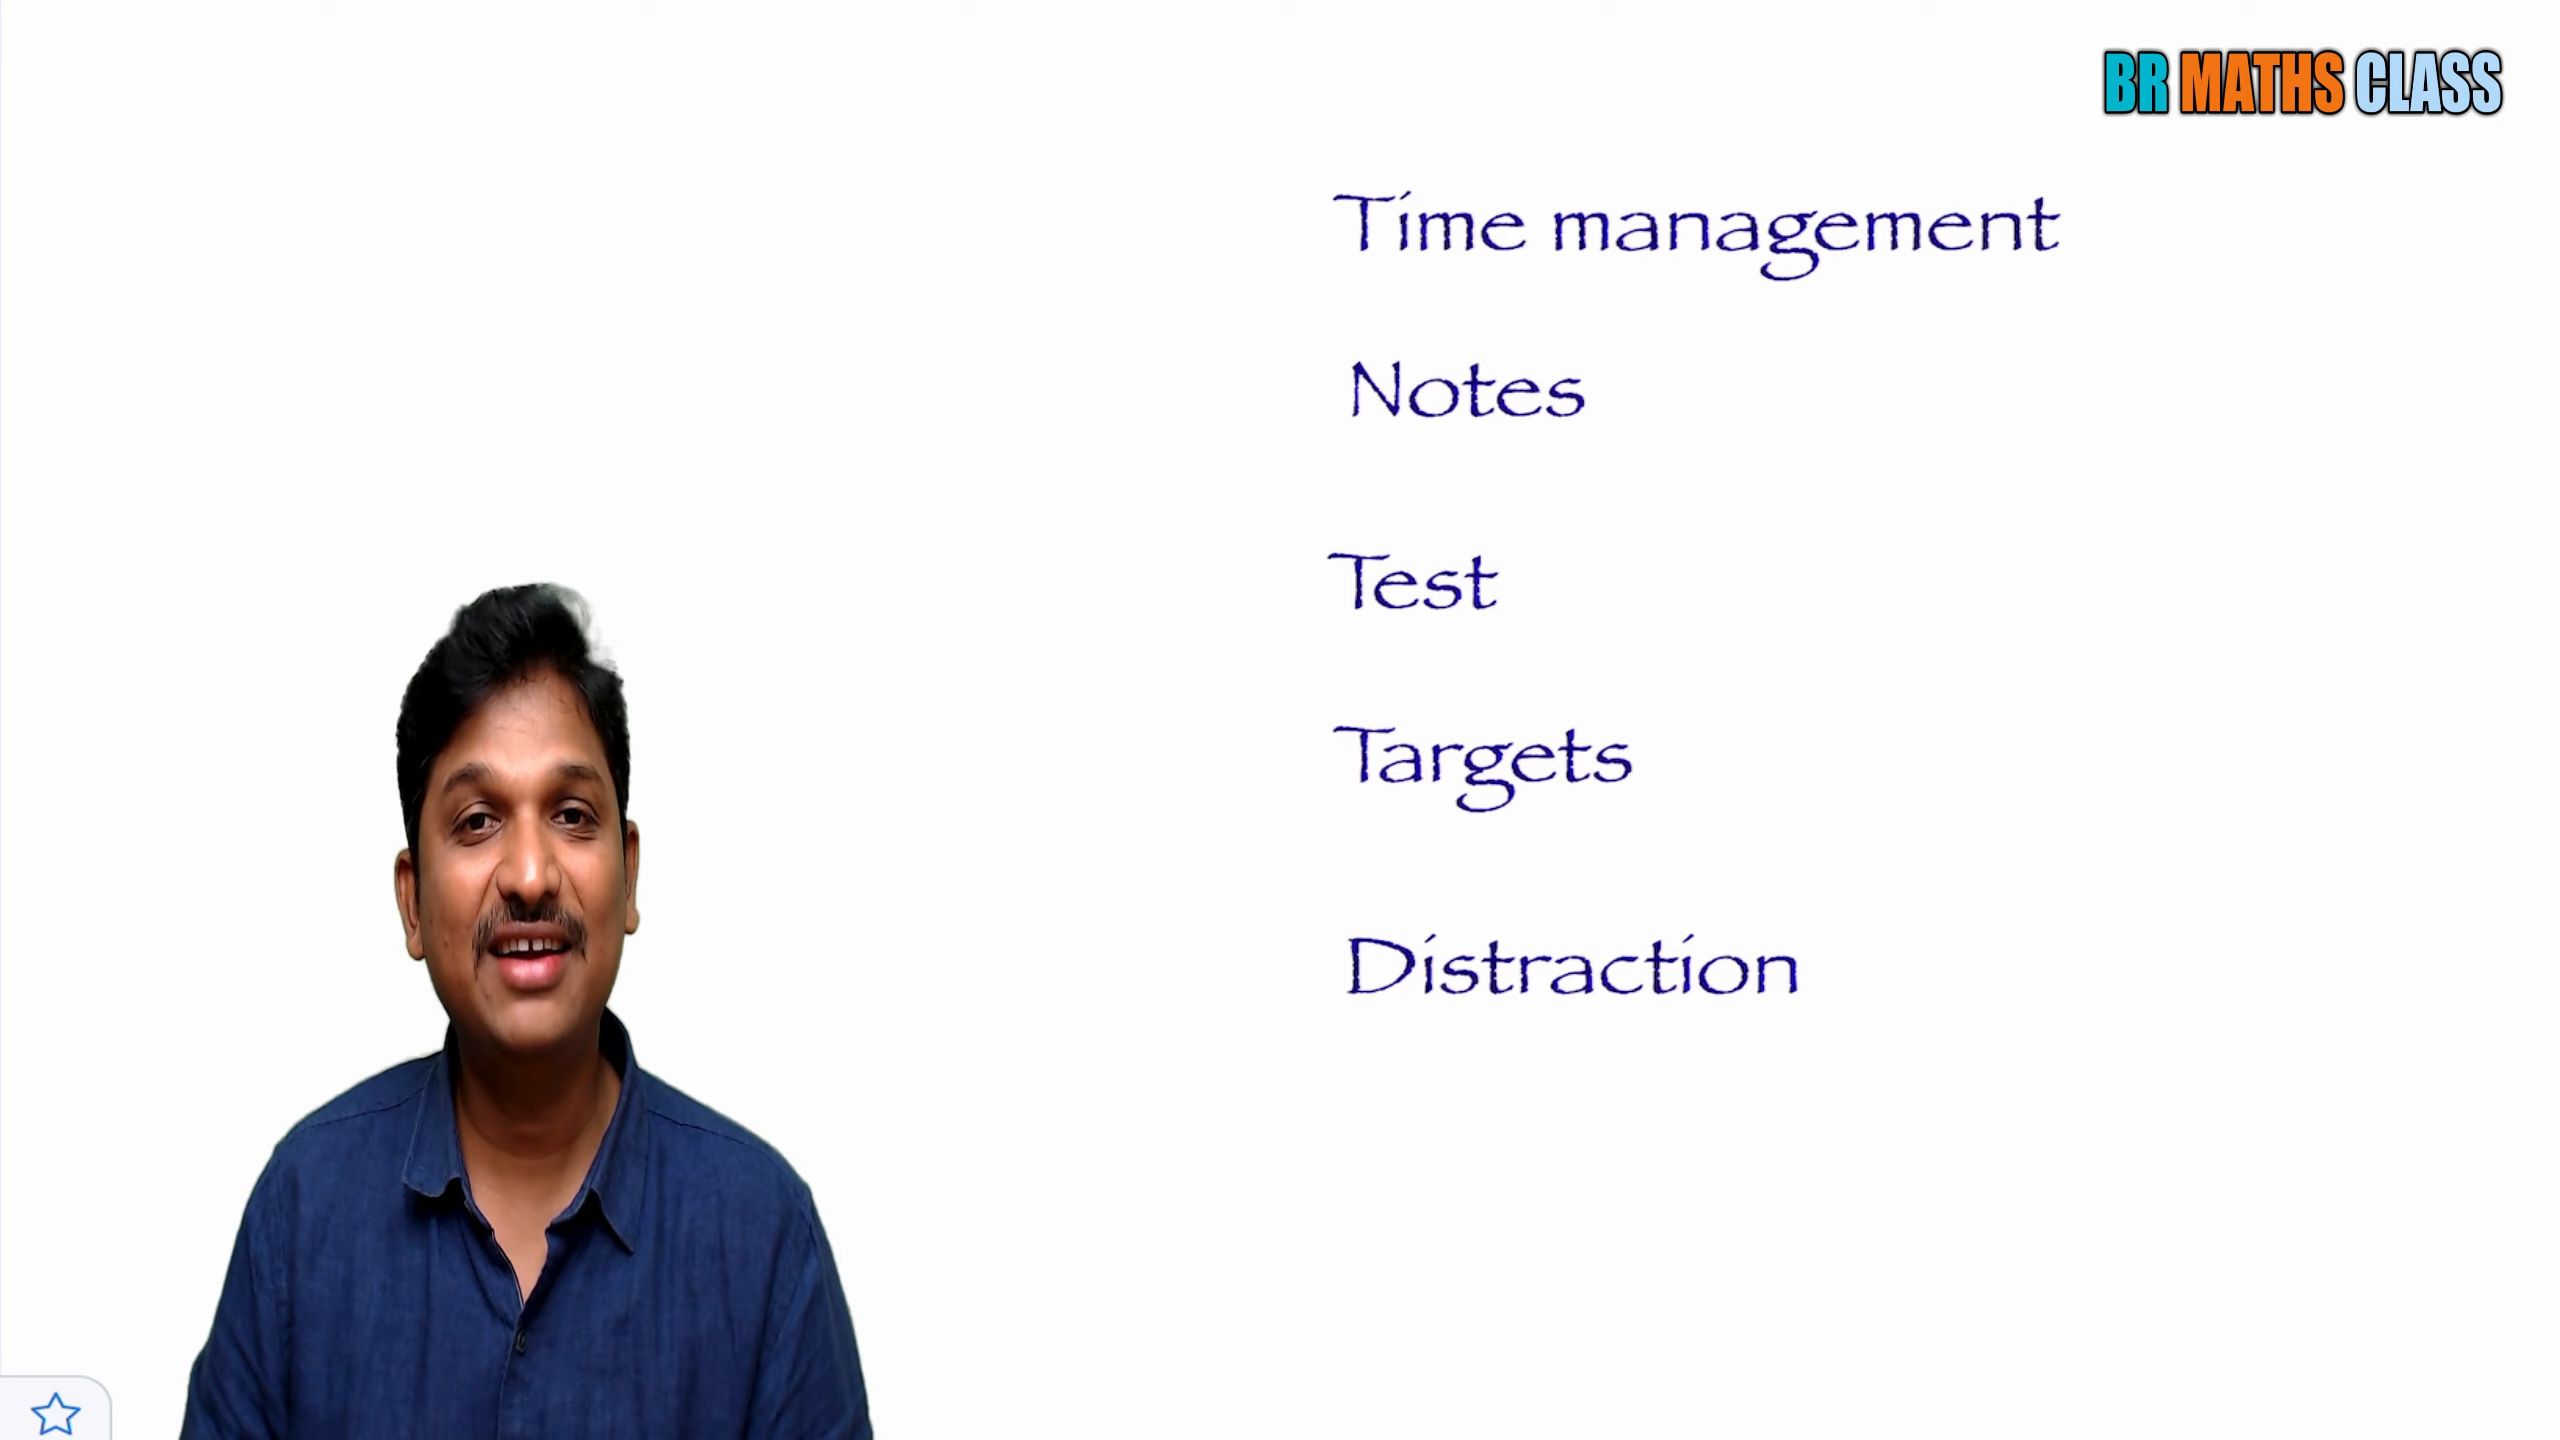 BR MATHS CLASS
Time management
Notes
Test
Targets
Distraction